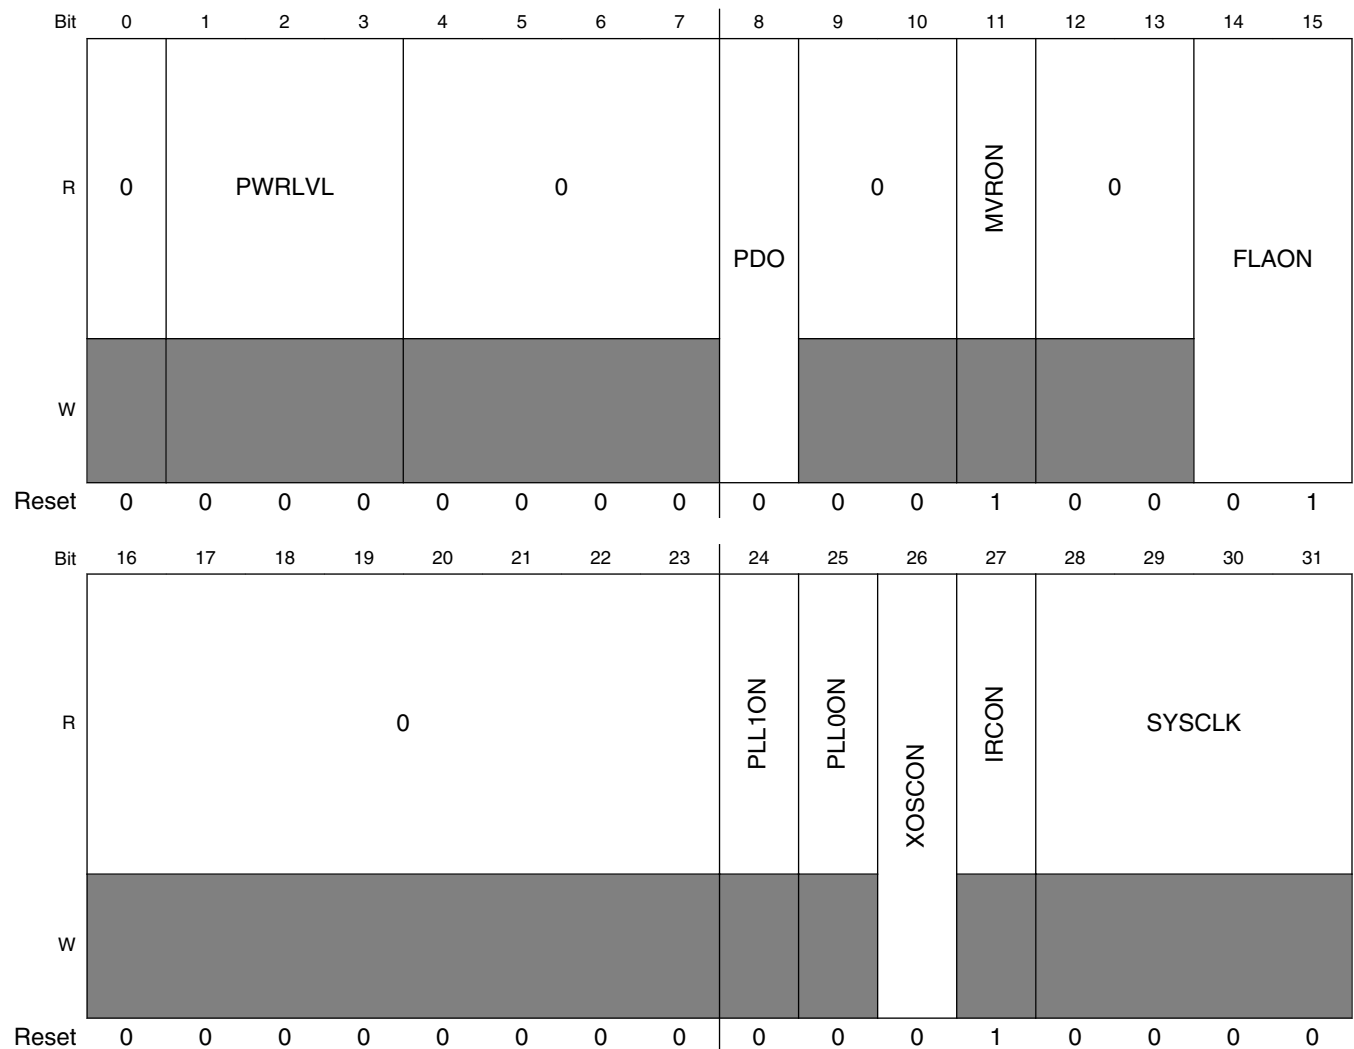 Bit 0 1 2 3 4 5 6 7 8 9 10 11 12 13 14 15
R 0 PWRLVL 0 PDO 0 MVRON 0 FLAON
W
Reset 0 0 0 0 0 0 0 0 0 0 0 1 0 0 0 1
Bit 16 17 18 19 20 21 22 23 24 25 26 27 28 29 30 31
R 0 PLL1ON PLL0ON XOSCON IRCON SYSCLK
W
Reset 0 0 0 0 0 0 0 0 0 0 0 1 0 0 0 0